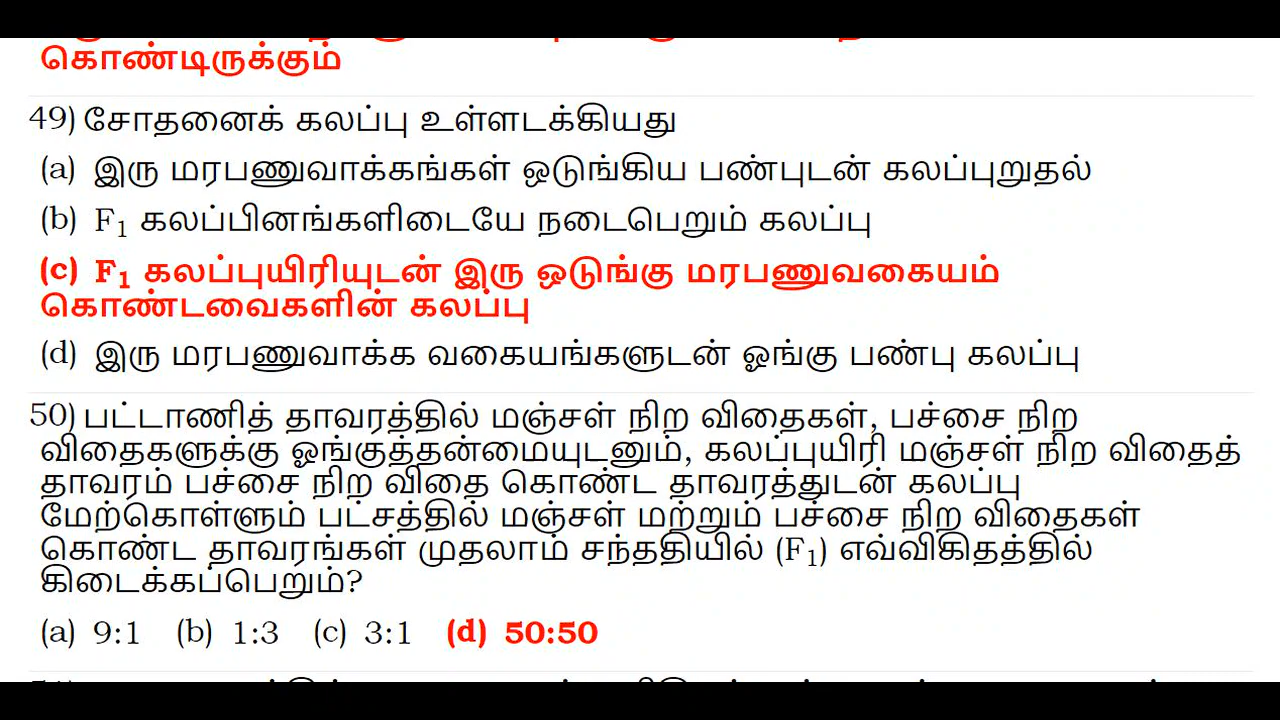 கொண்டிருக்கும்
49) சோதனைக் கலப்பு உள்ளடக்கியது
(a) இரு மரபணுவாக்கங்கள் ஒடுங்கிய பண்புடன் கலப்புறுதல்
(b) F₁ கலப்பினங்களிடையே நடைபெறும் கலப்பு
(c) F₁ கலப்புயிரியுடன் இரு ஒடுங்கு மரபணுவகையம்
கொண்டவைகளின் கலப்பு
(d) இரு மரபணுவாக்க வகையங்களுடன் ஓங்கு பண்பு கலப்பு
50) பட்டாணித் தாவரத்தில் மஞ்சள் நிற விதைகள், பச்சை நிற
விதைகளுக்கு ஓங்குத்தன்மையுடனும், கலப்புயிரி மஞ்சள் நிற விதைத்
தாவரம் பச்சை நிற விதை கொண்ட தாவரத்துடன் கலப்பு
மேற்கொள்ளும் பட்சத்தில் மஞ்சள் மற்றும் பச்சை நிற விதைகள்
கொண்ட தாவரங்கள் முதலாம் சந்ததியில் (F₁) எவ்விகிதத்தில்
கிடைக்கப்பெறும்?
(a) 9:1 (b) 1:3 (c) 3:1 (d) 50:50